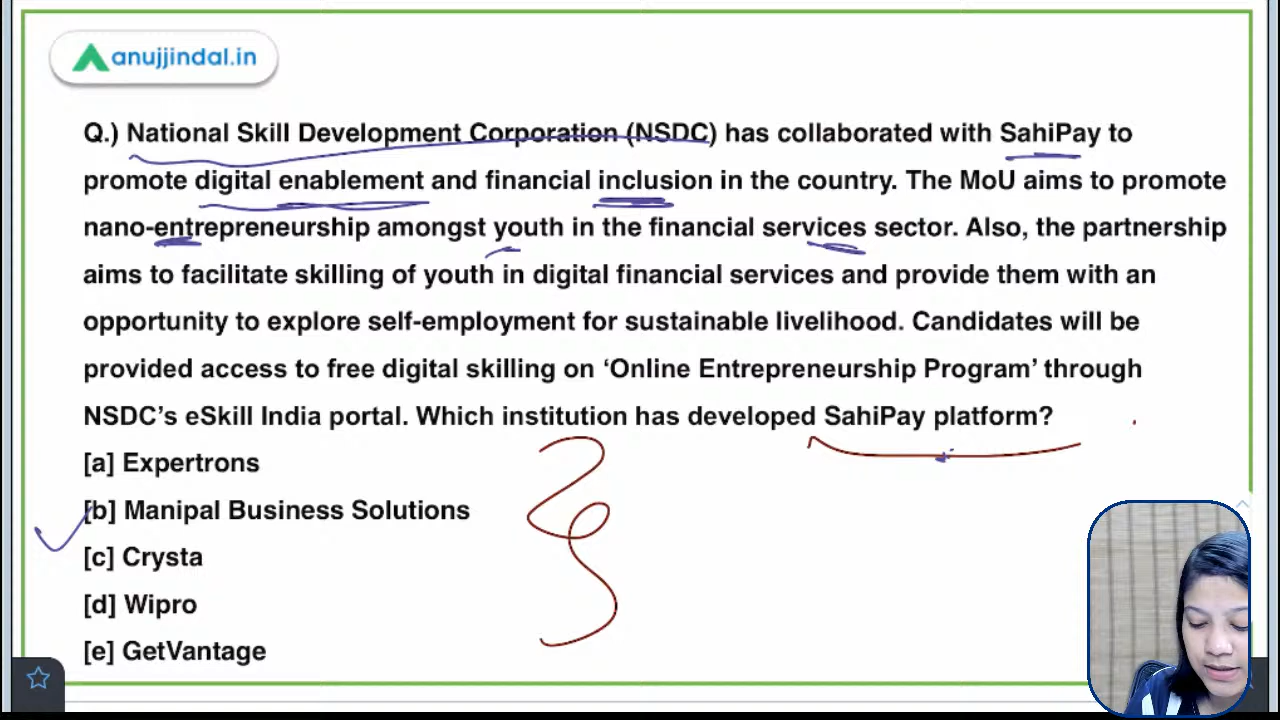 anujjindal.in
Q.) National Skill Development Corporation (NSDC) has collaborated with SahiPay to
promote digital enablement and financial inclusion in the country. The MoU aims to promote
nano-entrepreneurship amongst youth in the financial services sector. Also, the partnership
aims to facilitate skilling of youth in digital financial services and provide them with an
opportunity to explore self-employment for sustainable livelihood. Candidates will be
provided access to free digital skilling on ‘Online Entrepreneurship Program’ through
NSDC’s eSkill India portal. Which institution has developed SahiPay platform?
[a] Expertrons
[b] Manipal Business Solutions
[c] Crysta
[d] Wipro
[e] GetVantage